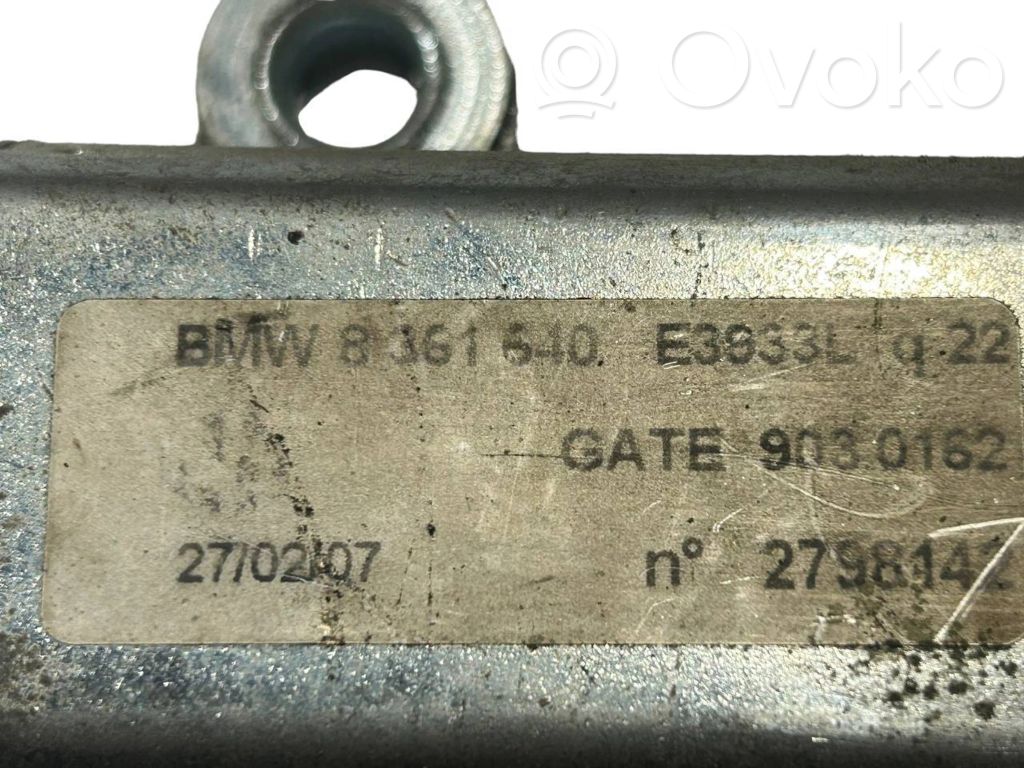 Ovoko
BMW 8 361 640. E3833L q 22
GATE 903.0162
27/02/07 n° 2798142